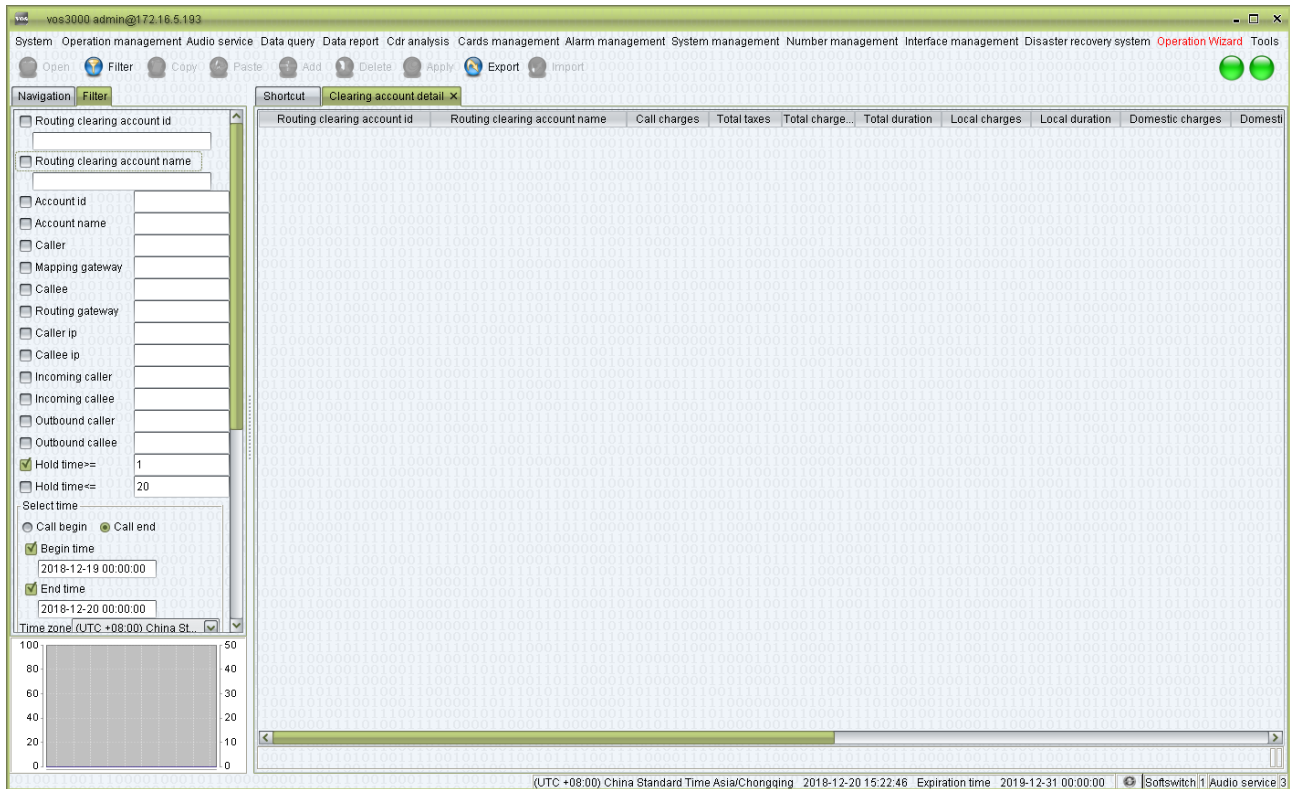 vos vos3000 admin@172.16.5.193
System Operation management Audio service Data query Data report Cdr analysis Cards management Alarm management System management Number management Interface management Disaster recovery system Operation Wizard Tools
Open Filter Copy Paste Add Delete Apply Export Import
Navigation Filter
Shortcut Clearing account detail
Routing clearing account id Routing clearing account name Call charges Total taxes Total charge... Total duration Local charges Local duration Domestic charges Domesti
Routing clearing account id
Routing clearing account name
Account id
Account name
Caller
Mapping gateway
Callee
Routing gateway
Caller ip
Callee ip
Incoming caller
Incoming callee
Outbound caller
Outbound callee
Hold time>= 1
Hold time<= 20
Select time
Call begin Call end
Begin time
2018-12-19 00:00:00
End time
2018-12-20 00:00:00
Time zone (UTC +08:00) China St...
100 50
80 40
60 30
40 20
20 10
0 0
(UTC +08:00) China Standard Time Asia/Chongqing 2018-12-20 15:22:46 Expiration time 2019-12-31 00:00:00 Softswitch 1 Audio service 3